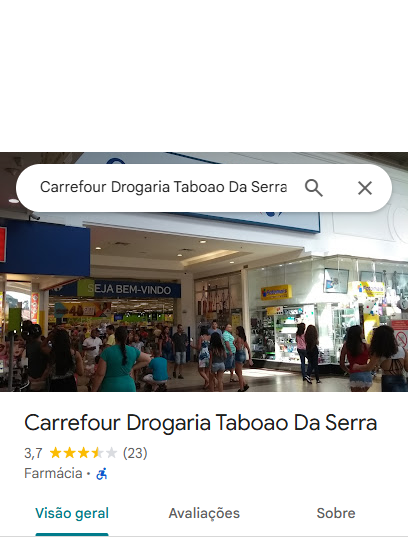 Carrefour Drogaria Taboao Da Serra
SEJA BEM-VINDO
Carrefour Drogaria Taboao Da Serra
3,7 (23)
Farmácia ·
Visão geral
Avaliações
Sobre